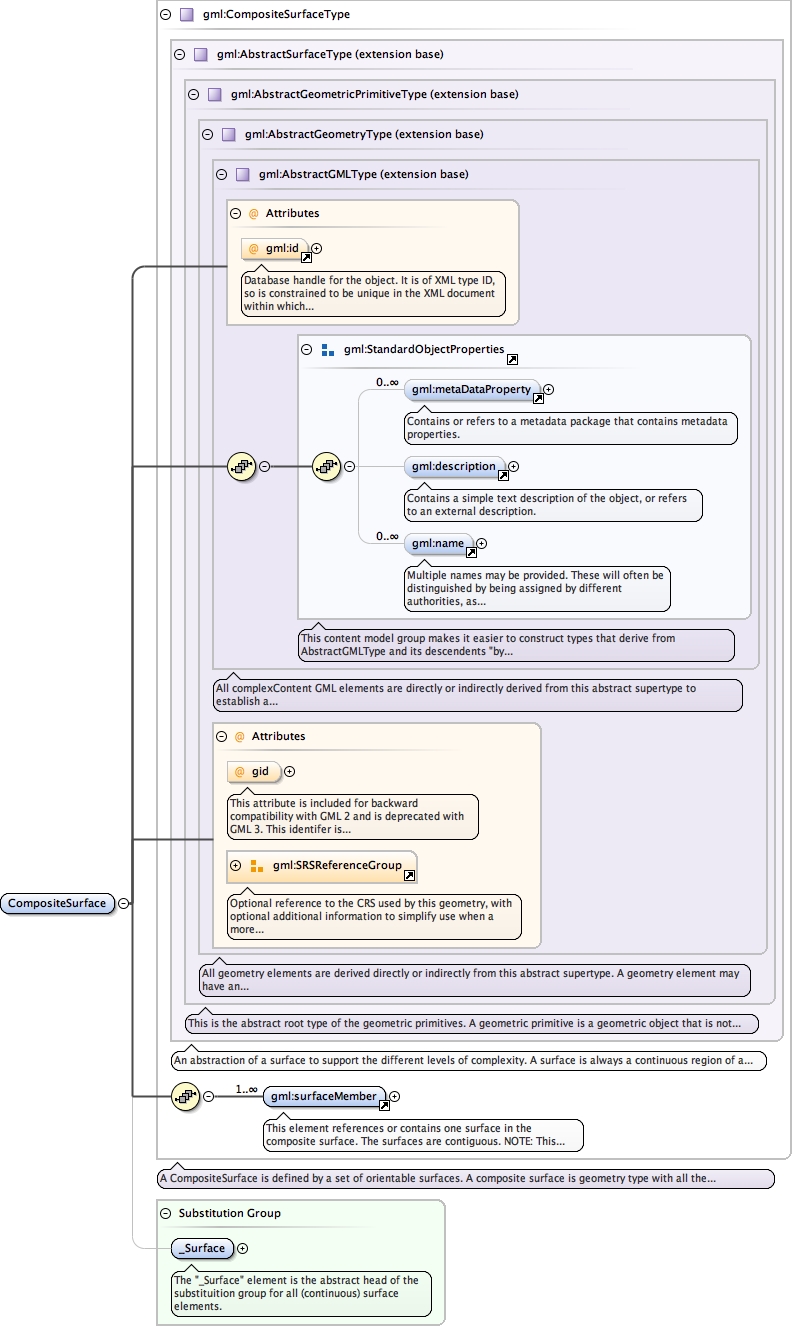 gml:CompositeSurfaceType
gml:AbstractSurfaceType (extension base)
gml:AbstractGeometricPrimitiveType (extension base)
gml:AbstractGeometryType (extension base)
gml:AbstractGMLType (extension base)
@ Attributes
@ gml:id
Database handle for the object. It is of XML type ID,
so is constrained to be unique in the XML document
within which...
gml:StandardObjectProperties
0..∞
gml:metaDataProperty
Contains or refers to a metadata package that contains metadata
properties.
gml:description
Contains a simple text description of the object, or refers
to an external description.
0..∞
gml:name
Multiple names may be provided. These will often be
distinguished by being assigned by different
authorities, as...
This content model group makes it easier to construct types that derive from
AbstractGMLType and its descendents "by...
All complexContent GML elements are directly or indirectly derived from this abstract supertype to
establish a...
@ Attributes
@ gid
This attribute is included for backward
compatibility with GML 2 and is deprecated with
GML 3. This identifer is...
gml:SRSReferenceGroup
Optional reference to the CRS used by this geometry, with
optional additional information to simplify use when a
more...
CompositeSurface
All geometry elements are derived directly or indirectly from this abstract supertype. A geometry element may
have an...
This is the abstract root type of the geometric primitives. A geometric primitive is a geometric object that is not...
An abstraction of a surface to support the different levels of complexity. A surface is always a continuous region of a...
1..∞
gml:surfaceMember
This element references or contains one surface in the
composite surface. The surfaces are contiguous. NOTE: This...
A CompositeSurface is defined by a set of orientable surfaces. A composite surface is geometry type with all the...
Substitution Group
_Surface
The "_Surface" element is the abstract head of the
substituition group for all (continuous) surface
elements.